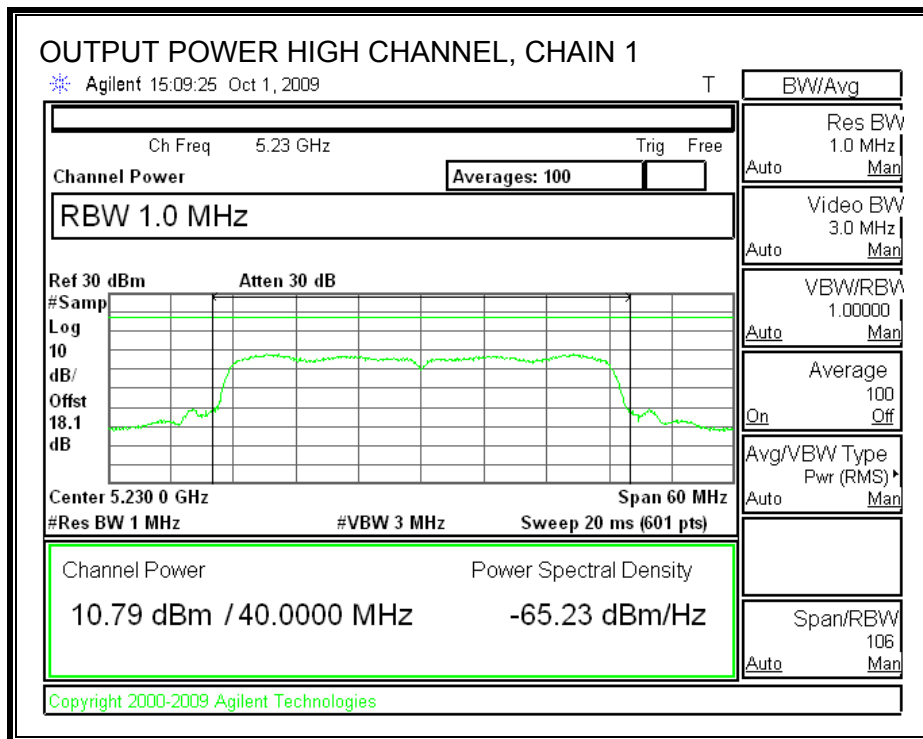 OUTPUT POWER HIGH CHANNEL, CHAIN 1
Agilent 15:09:25 Oct 1, 2009 T
Ch Freq 5.23 GHz Trig Free
Channel Power Averages: 100
RBW 1.0 MHz
Ref 30 dBm Atten 30 dB
#Samp
Log
10
dB/
Offst
18.1
dB
Center 5.230 0 GHz Span 60 MHz
#Res BW 1 MHz #VBW 3 MHz Sweep 20 ms (601 pts)
Channel Power Power Spectral Density
10.79 dBm / 40.0000 MHz -65.23 dBm/Hz
Copyright 2000-2009 Agilent Technologies
BW/Avg
Res BW
1.0 MHz
Auto Man
Video BW
3.0 MHz
Auto Man
VBW/RBW
1.00000
Auto Man
Average
100
On Off
Avg/VBW Type
Pwr (RMS)
Auto Man
Span/RBW
106
Auto Man